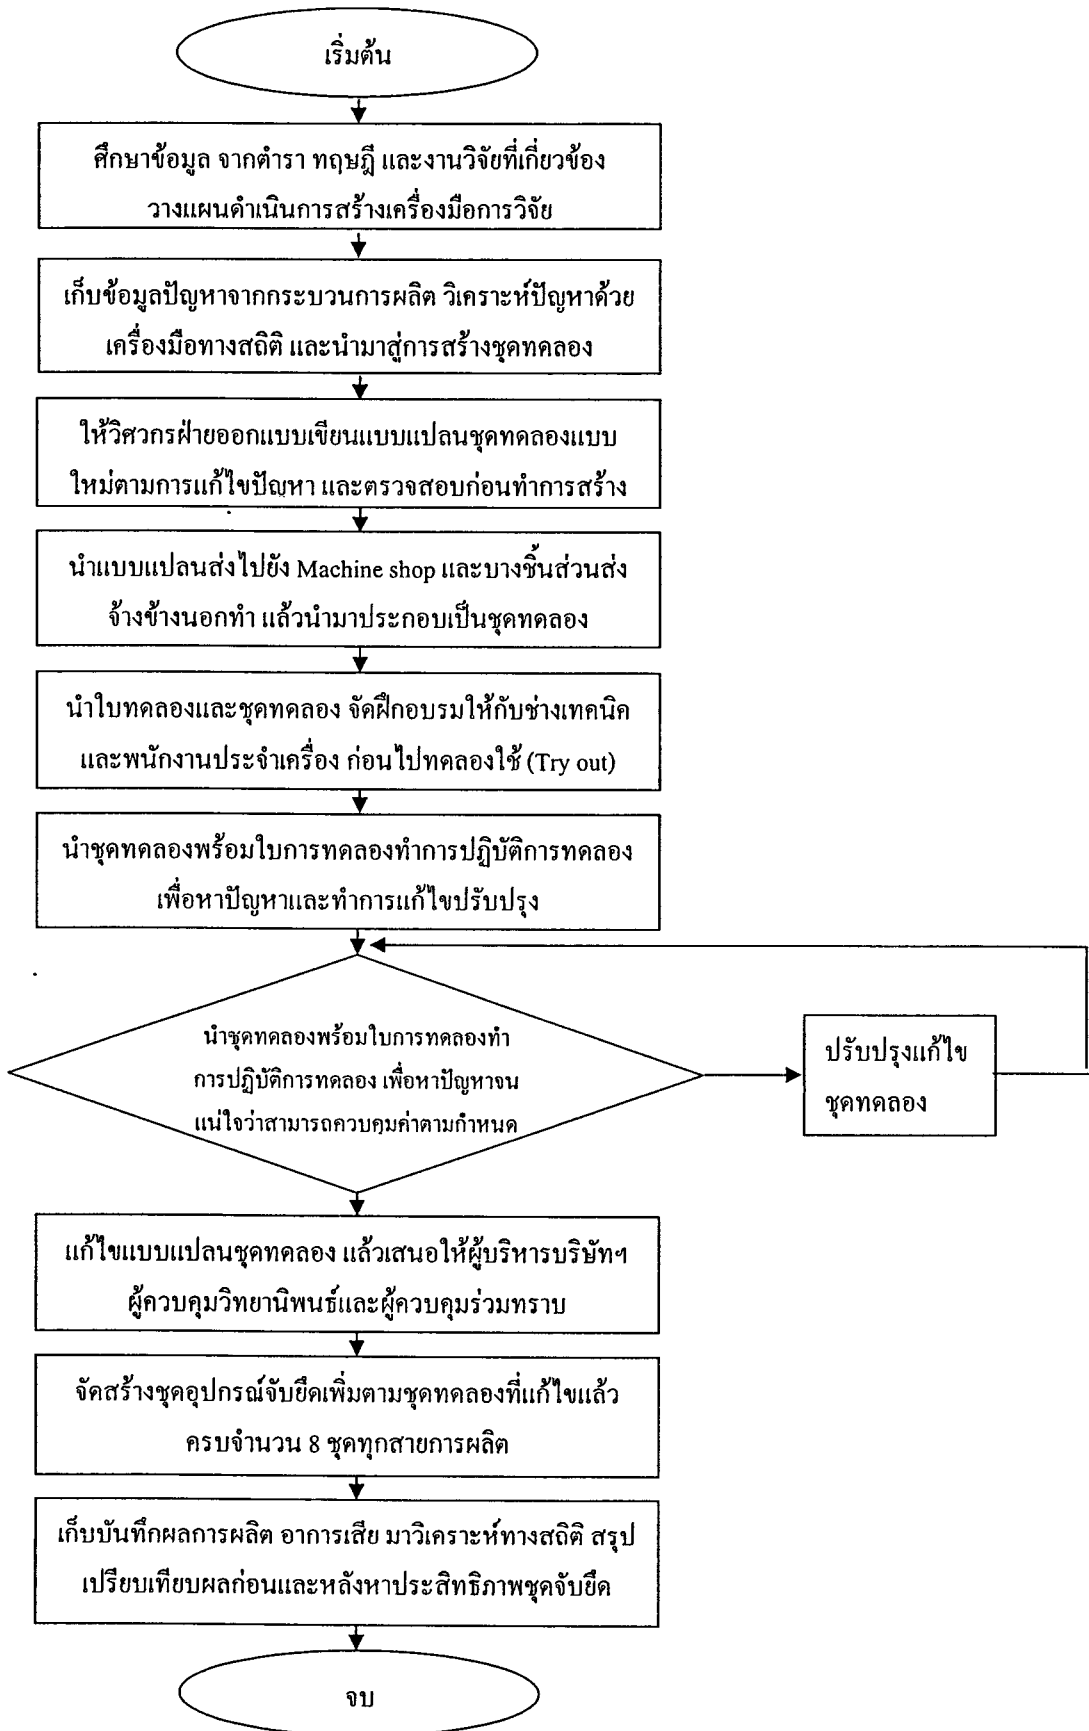 เริ่มต้น
ศึกษาข้อมูล จากตำรา ทฤษฎี และงานวิจัยที่เกี่ยวข้อง
วางแผนดำเนินการสร้างเครื่องมือการวิจัย
เก็บข้อมูลปัญหาจากกระบวนการผลิต วิเคราะห์ปัญหาด้วย
เครื่องมือทางสถิติ และนำมาสู่การสร้างชุดทดลอง
ให้วิศวกรฝ่ายออกแบบเขียนแบบแปลนชุดทดลองแบบ
ใหม่ตามการแก้ไขปัญหา และตรวจสอบก่อนทำการสร้าง
นำแบบแปลนส่งไปยัง Machine shop และบางชิ้นส่วนส่ง
จ้างข้างนอกทำ แล้วนำมาประกอบเป็นชุดทดลอง
นำใบทดลองและชุดทดลอง จัดฝึกอบรมให้กับช่างเทคนิค
และพนักงานประจำเครื่อง ก่อนไปทดลองใช้ (Try out)
นำชุดทดลองพร้อมใบการทดลองทำการปฏิบัติการทดลอง
เพื่อหาปัญหาและทำการแก้ไขปรับปรุง
นำชุดทดลองพร้อมใบการทดลองทำ
การปฏิบัติการทดลอง เพื่อหาปัญหาจน
แน่ใจว่าสามารถควบคุมค่าตามกำหนด
ปรับปรุงแก้ไข
ชุดทดลอง
แก้ไขแบบแปลนชุดทดลอง แล้วเสนอให้ผู้บริหารบริษัทฯ
ผู้ควบคุมวิทยานิพนธ์และผู้ควบคุมร่วมทราบ
จัดสร้างชุดอุปกรณ์จับยึดเพิ่มตามชุดทดลองที่แก้ไขแล้ว
ครบจำนวน 8 ชุดทุกสายการผลิต
เก็บบันทึกผลการผลิต อาการเสีย มาวิเคราะห์ทางสถิติ สรุป
เปรียบเทียบผลก่อนและหลังหาประสิทธิภาพชุดจับยึด
จบ